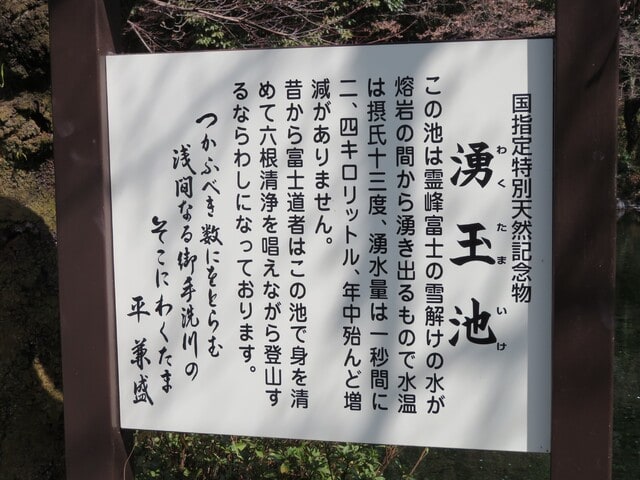 国指定特別天然記念物
湧玉池
わくたまいけ
この池は霊峰富士の雪解けの水が
熔岩の間から湧き出るもので水温
は摂氏十三度、湧水量は一秒間に
二、四キロリットル、年中殆んど増
減がありません。
昔から富士道者はこの池で身を清
めて六根清浄を唱えながら登山す
るならわしになっております。
つかふべき数にをとらむ
浅間なる御手洗川の
そこにわくたま
平兼盛